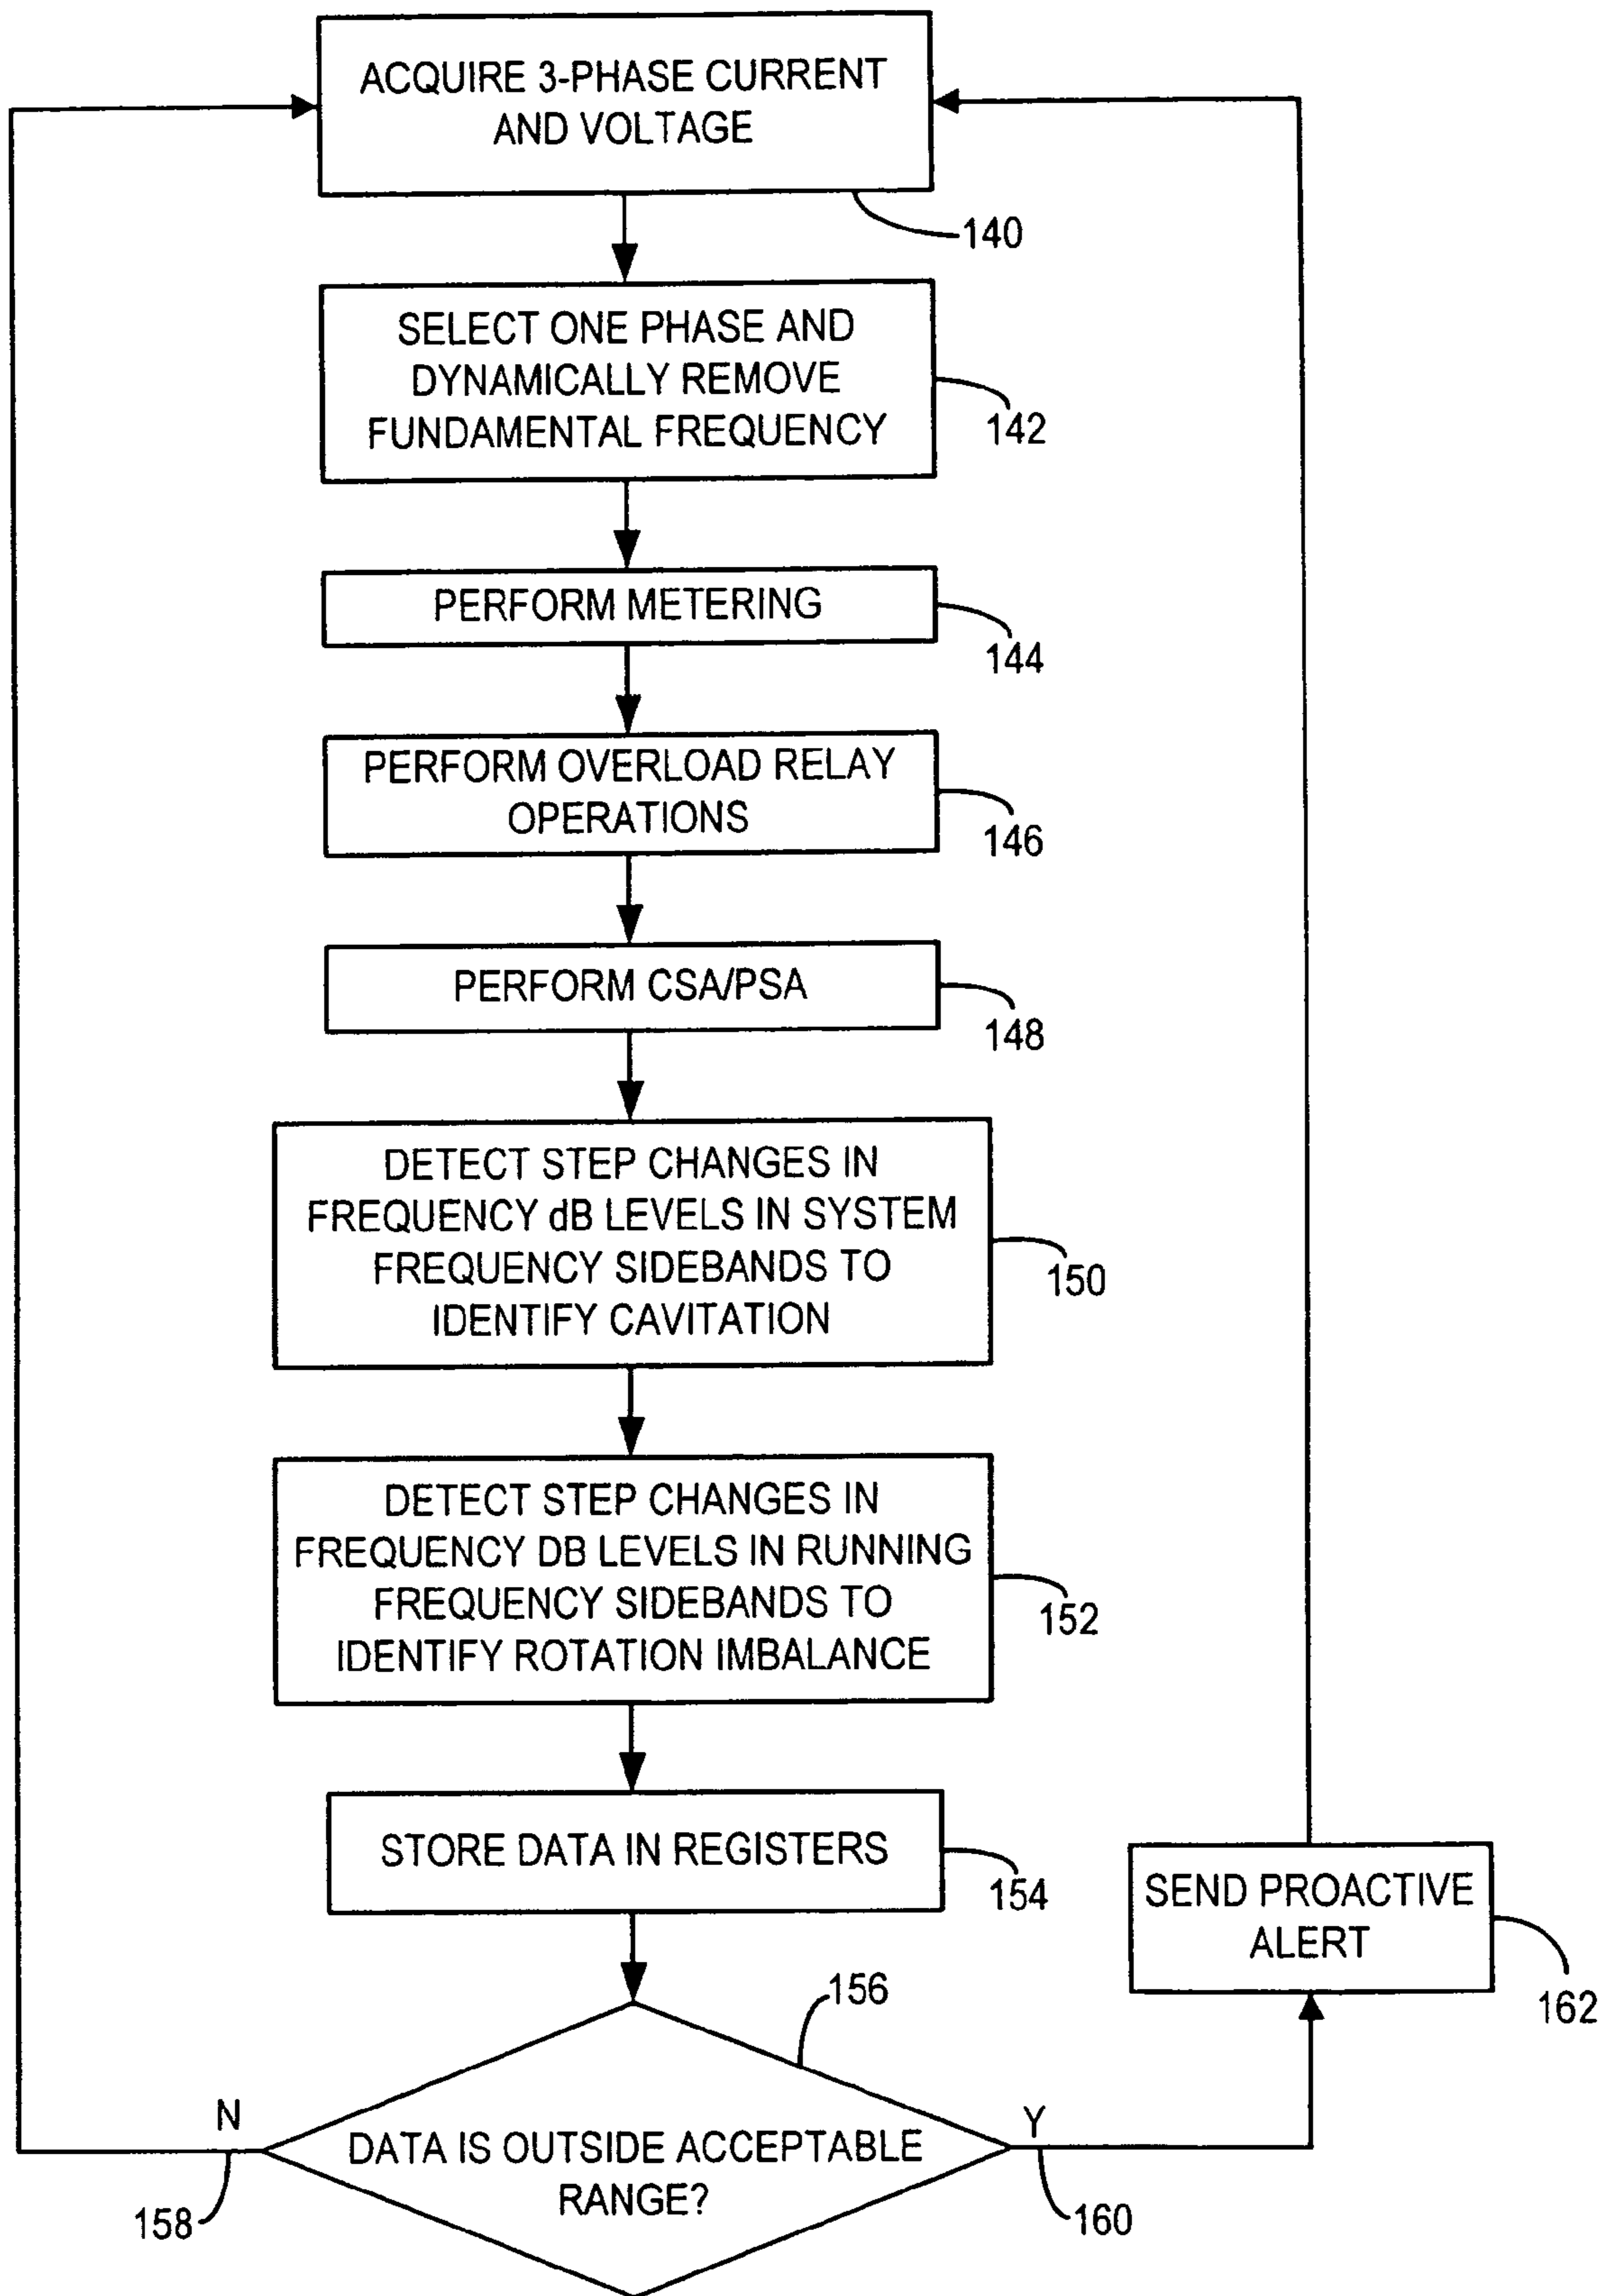 ACQUIRE 3-PHASE CURRENT
AND VOLTAGE
140
SELECT ONE PHASE AND
DYNAMICALLY REMOVE
FUNDAMENTAL FREQUENCY
142
PERFORM METERING
144
PERFORM OVERLOAD RELAY
OPERATIONS
146
PERFORM CSA/PSA
148
DETECT STEP CHANGES IN
FREQUENCY dB LEVELS IN SYSTEM
FREQUENCY SIDEBANDS TO
IDENTIFY CAVITATION
150
DETECT STEP CHANGES IN
FREQUENCY DB LEVELS IN RUNNING
FREQUENCY SIDEBANDS TO
IDENTIFY ROTATION IMBALANCE
152
STORE DATA IN REGISTERS
154
SEND PROACTIVE
ALERT
162
156
N
Y
DATA IS OUTSIDE ACCEPTABLE
RANGE?
158
160